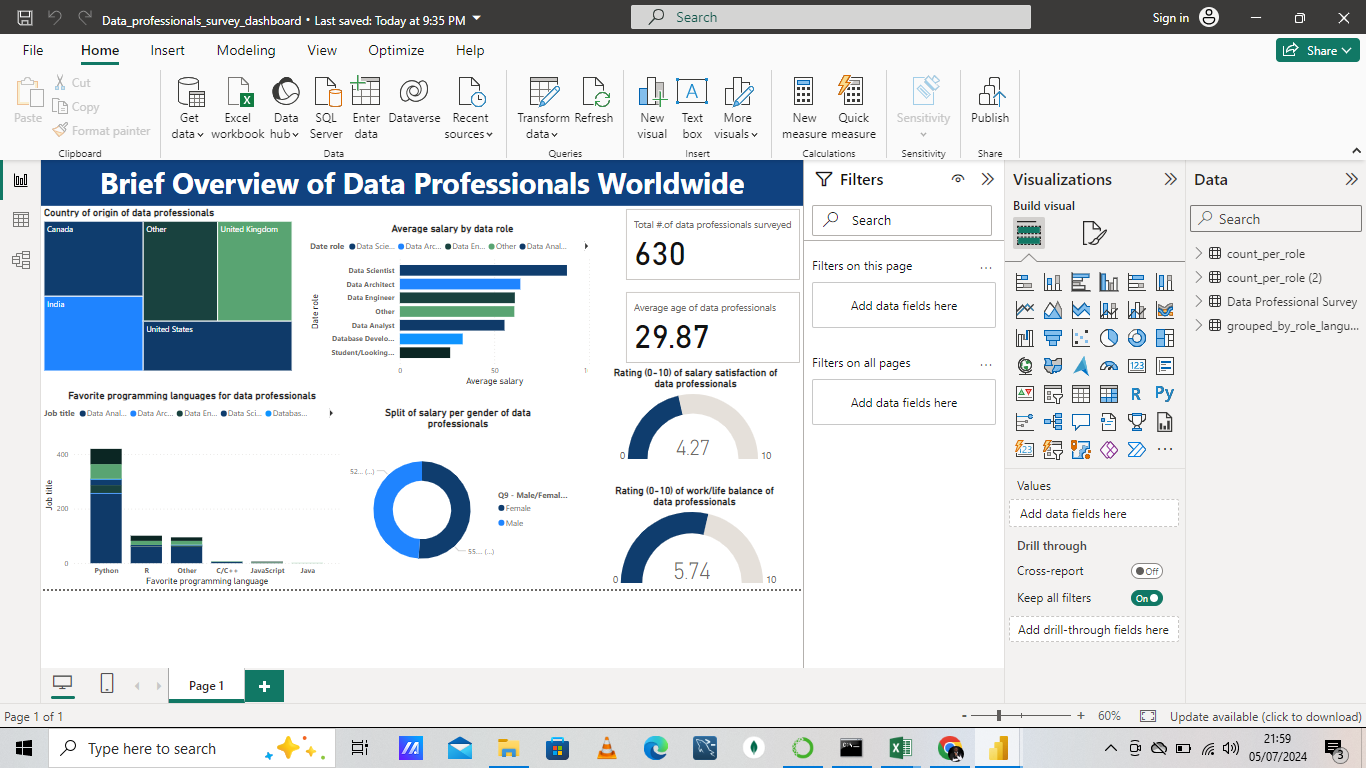 Data_professionals_survey_dashboard • Last saved: Today at 9:35 PM
Search
Sign in
File Home Insert Modeling View Optimize Help
Share
Paste
Cut
Copy
Format painter
Clipboard
Get data
Excel workbook
Data hub
SQL Server
Enter data
Dataverse
Recent sources
Data
Transform data
Refresh
Queries
New visual
Text box
More visuals
Insert
New measure
Quick measure
Calculations
Sensitivity
Sensitivity
Publish
Share
Brief Overview of Data Professionals Worldwide
Country of origin of data professionals
Canada
Other
United Kingdom
India
United States
Average salary by data role
Date role Data Scie... Data Arc... Data En... Other Data Anal...
Date role
Data Scientist
Data Architect
Data Engineer
Other
Data Analyst
Database Develo...
Student/Looking...
0 50
Average salary
Total #.of data professionals surveyed
630
Average age of data professionals
29.87
Rating (0-10) of salary satisfaction of
data professionals
4.27
0 10
Favorite programming languages for data professionals
Job title Data Anal... Data Arc... Data En... Data Sci... Databas...
Job title
400
200
0
Python R Other C/C++ JavaScript Java
Favorite programming language
Split of salary per gender of data
professionals
52... (...)
55... (...)
Q9 - Male/Femal...
Female
Male
Rating (0-10) of work/life balance of
data professionals
5.74
0 10
Filters
Search
Filters on this page ...
Add data fields here
Filters on all pages ...
Add data fields here
Visualizations
Build visual
123
R Py
123
...
Values
Add data fields here
Drill through
Cross-report Off
Keep all filters On
Add drill-through fields here
Data
Search
count_per_role
count_per_role (2)
Data Professional Survey
grouped_by_role_langu...
Page 1
+
Page 1 of 1
- + 60%
Update available (click to download)
Type here to search
21:59
05/07/2024
3